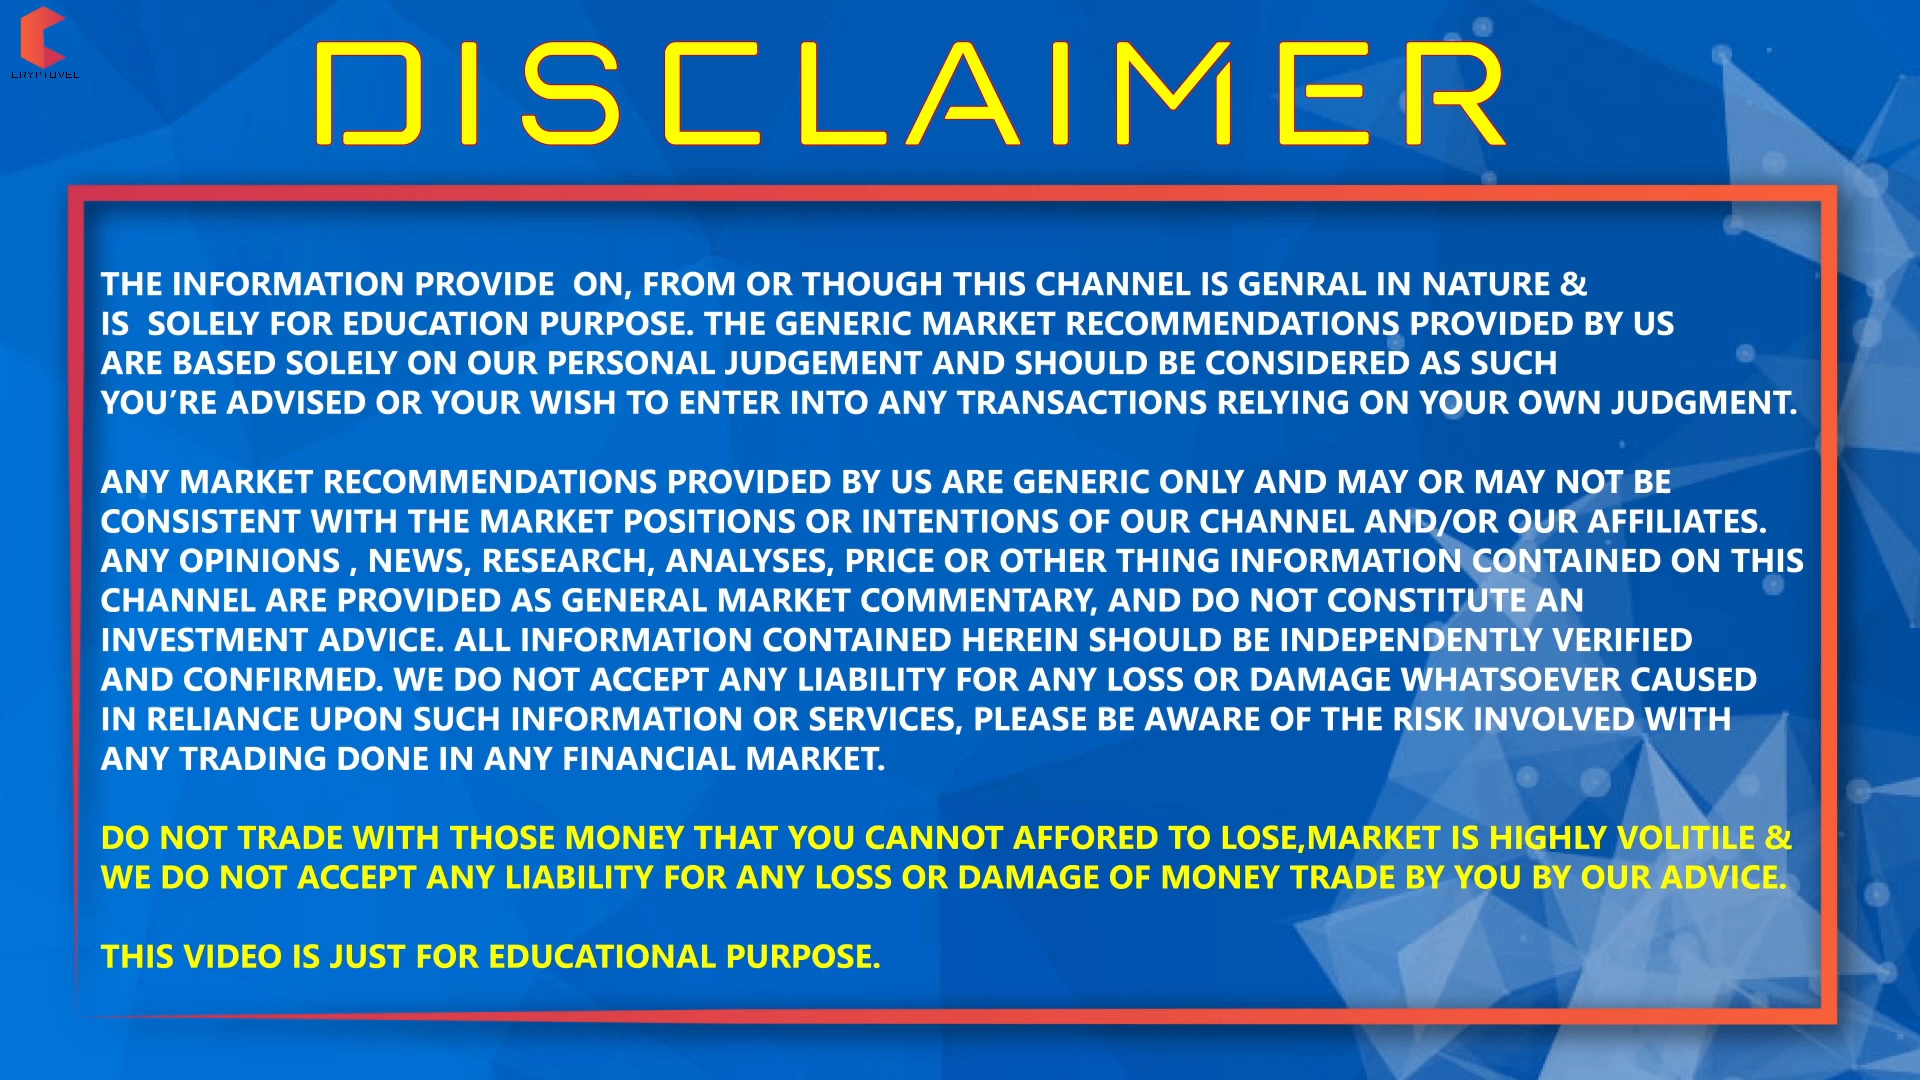 CRYPTOVEL
DISCLAIMER
THE INFORMATION PROVIDE  ON, FROM OR THOUGH THIS CHANNEL IS GENRAL IN NATURE &
IS  SOLELY FOR EDUCATION PURPOSE. THE GENERIC MARKET RECOMMENDATIONS PROVIDED BY US
ARE BASED SOLELY ON OUR PERSONAL JUDGEMENT AND SHOULD BE CONSIDERED AS SUCH
YOU’RE ADVISED OR YOUR WISH TO ENTER INTO ANY TRANSACTIONS RELYING ON YOUR OWN JUDGMENT.
ANY MARKET RECOMMENDATIONS PROVIDED BY US ARE GENERIC ONLY AND MAY OR MAY NOT BE
CONSISTENT WITH THE MARKET POSITIONS OR INTENTIONS OF OUR CHANNEL AND/OR OUR AFFILIATES.
ANY OPINIONS , NEWS, RESEARCH, ANALYSES, PRICE OR OTHER THING INFORMATION CONTAINED ON THIS
CHANNEL ARE PROVIDED AS GENERAL MARKET COMMENTARY, AND DO NOT CONSTITUTE AN
INVESTMENT ADVICE. ALL INFORMATION CONTAINED HEREIN SHOULD BE INDEPENDENTLY VERIFIED
AND CONFIRMED. WE DO NOT ACCEPT ANY LIABILITY FOR ANY LOSS OR DAMAGE WHATSOEVER CAUSED
IN RELIANCE UPON SUCH INFORMATION OR SERVICES, PLEASE BE AWARE OF THE RISK INVOLVED WITH
ANY TRADING DONE IN ANY FINANCIAL MARKET.
DO NOT TRADE WITH THOSE MONEY THAT YOU CANNOT AFFORED TO LOSE,MARKET IS HIGHLY VOLITILE &
WE DO NOT ACCEPT ANY LIABILITY FOR ANY LOSS OR DAMAGE OF MONEY TRADE BY YOU BY OUR ADVICE.
THIS VIDEO IS JUST FOR EDUCATIONAL PURPOSE.